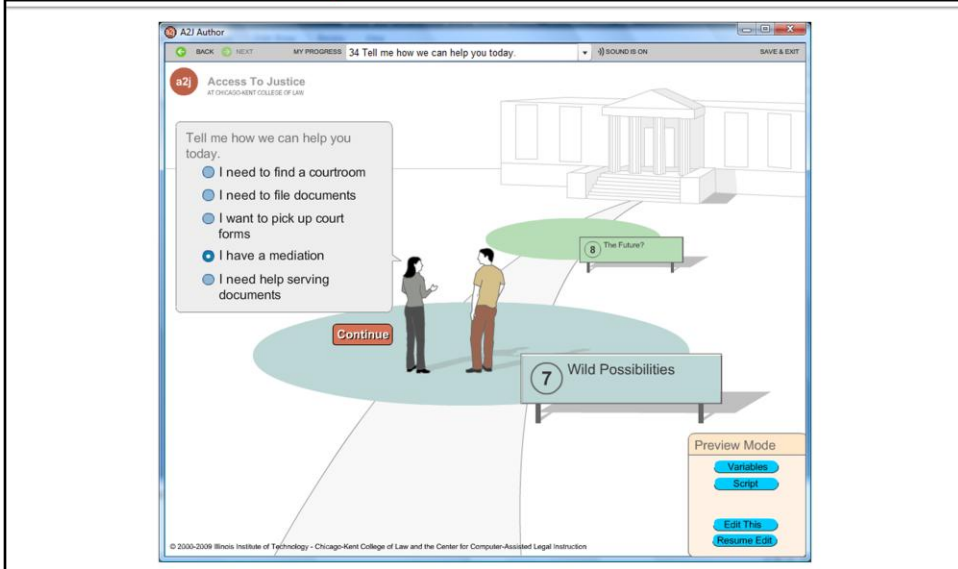 A2J Author
BACK NEXT MY PROGRESS 34 Tell me how we can help you today. SOUND IS ON SAVE & EXIT
a2j
Access To Justice
AT CHICAGO-KENT COLLEGE OF LAW
Tell me how we can help you
today.
I need to find a courtroom
I need to file documents
I want to pick up court
forms
I have a mediation
I need help serving
documents
Continue
8 The Future?
7 Wild Possibilities
Preview Mode
Variables
Script
Edit This
Resume Edit
© 2000-2009 Illinois Institute of Technology - Chicago-Kent College of Law and the Center for Computer-Assisted Legal Instruction